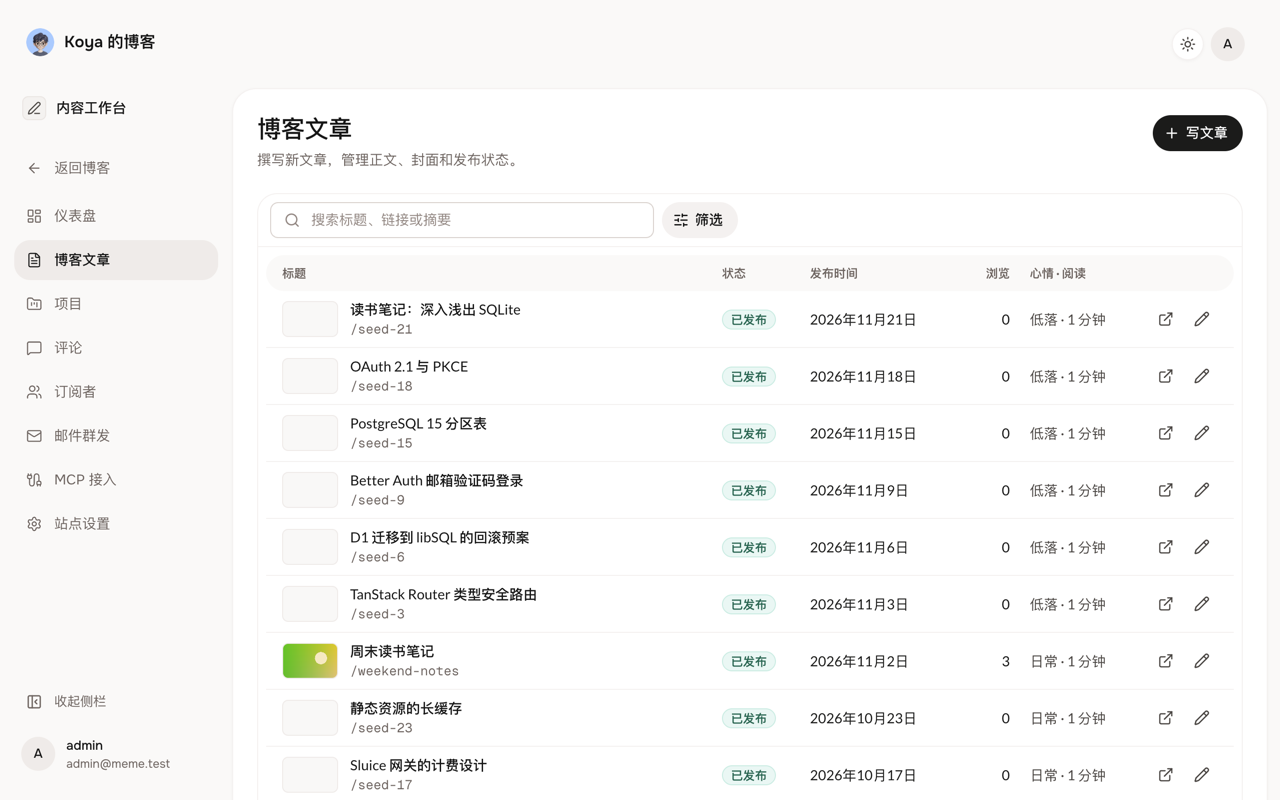 Koya 的博客
A
内容工作台
返回博客
仪表盘
博客文章
项目
评论
订阅者
邮件群发
MCP 接入
站点设置
收起侧栏
A
admin
admin@meme.test
博客文章
撰写新文章，管理正文、封面和发布状态。
写文章
搜索标题、链接或摘要
筛选
标题 状态 发布时间 浏览 心情·阅读
读书笔记：深入浅出 SQLite
/seed-21
已发布 2026年11月21日 0 低落·1 分钟
OAuth 2.1 与 PKCE
/seed-18
已发布 2026年11月18日 0 低落·1 分钟
PostgreSQL 15 分区表
/seed-15
已发布 2026年11月15日 0 低落·1 分钟
Better Auth 邮箱验证码登录
/seed-9
已发布 2026年11月9日 0 低落·1 分钟
D1 迁移到 libSQL 的回滚预案
/seed-6
已发布 2026年11月6日 0 低落·1 分钟
TanStack Router 类型安全路由
/seed-3
已发布 2026年11月3日 0 低落·1 分钟
周末读书笔记
/weekend-notes
已发布 2026年11月2日 3 日常·1 分钟
静态资源的长缓存
/seed-23
已发布 2026年10月23日 0 日常·1 分钟
Sluice 网关的计费设计
/seed-17
已发布 2026年10月17日 0 日常·1 分钟